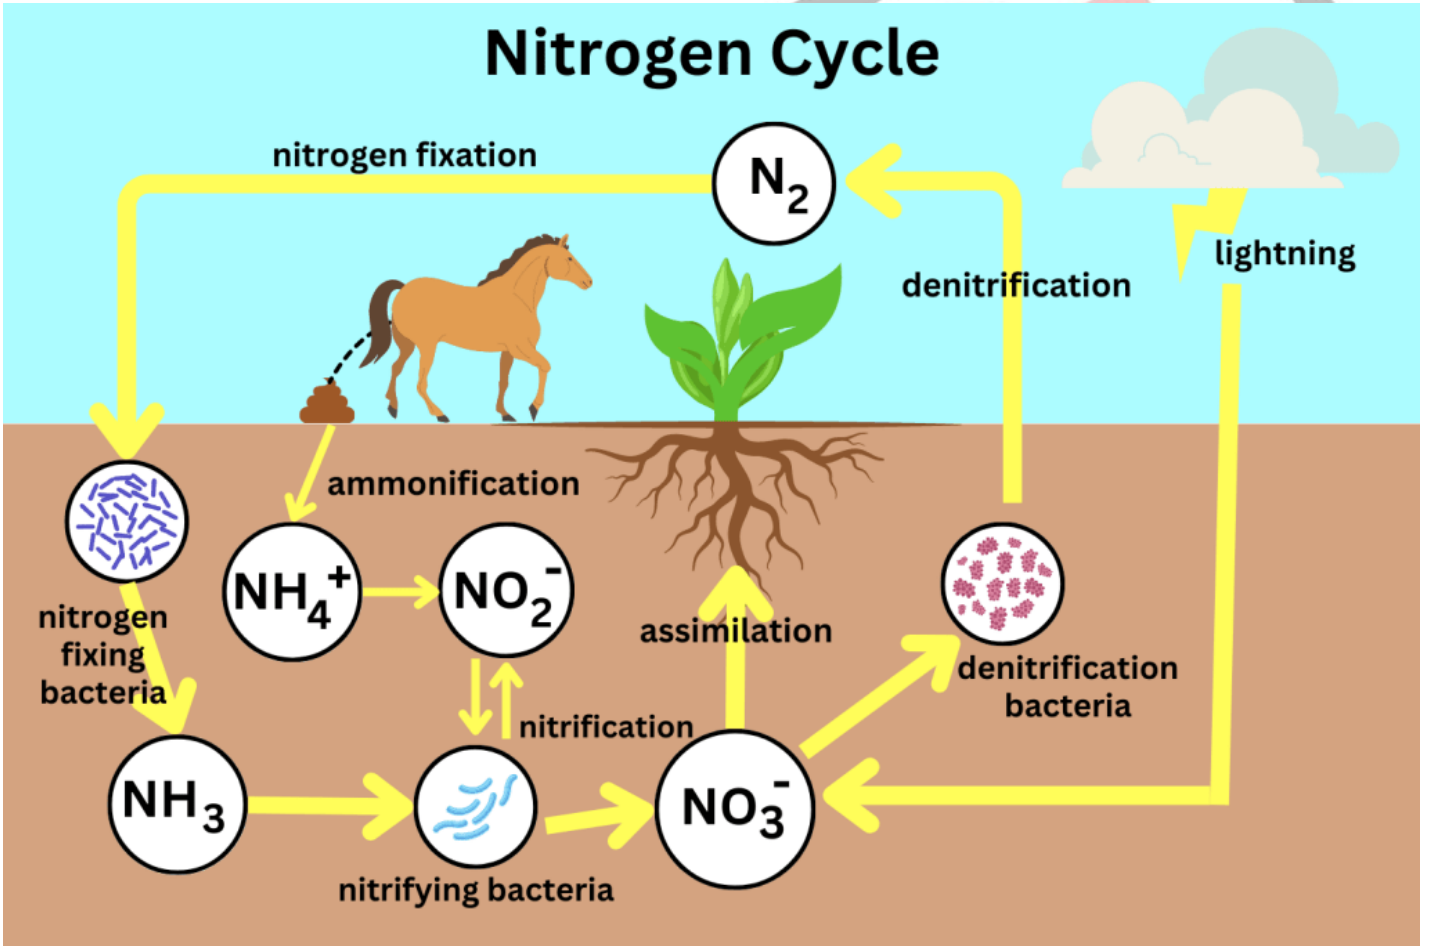 Nitrogen Cycle
nitrogen fixation
N₂
lightning
denitrification
ammonification
NH₄⁺
NO₂⁻
nitrogen
fixing
bacteria
assimilation
denitrification
bacteria
nitrification
NH₃
NO₃⁻
nitrifying bacteria